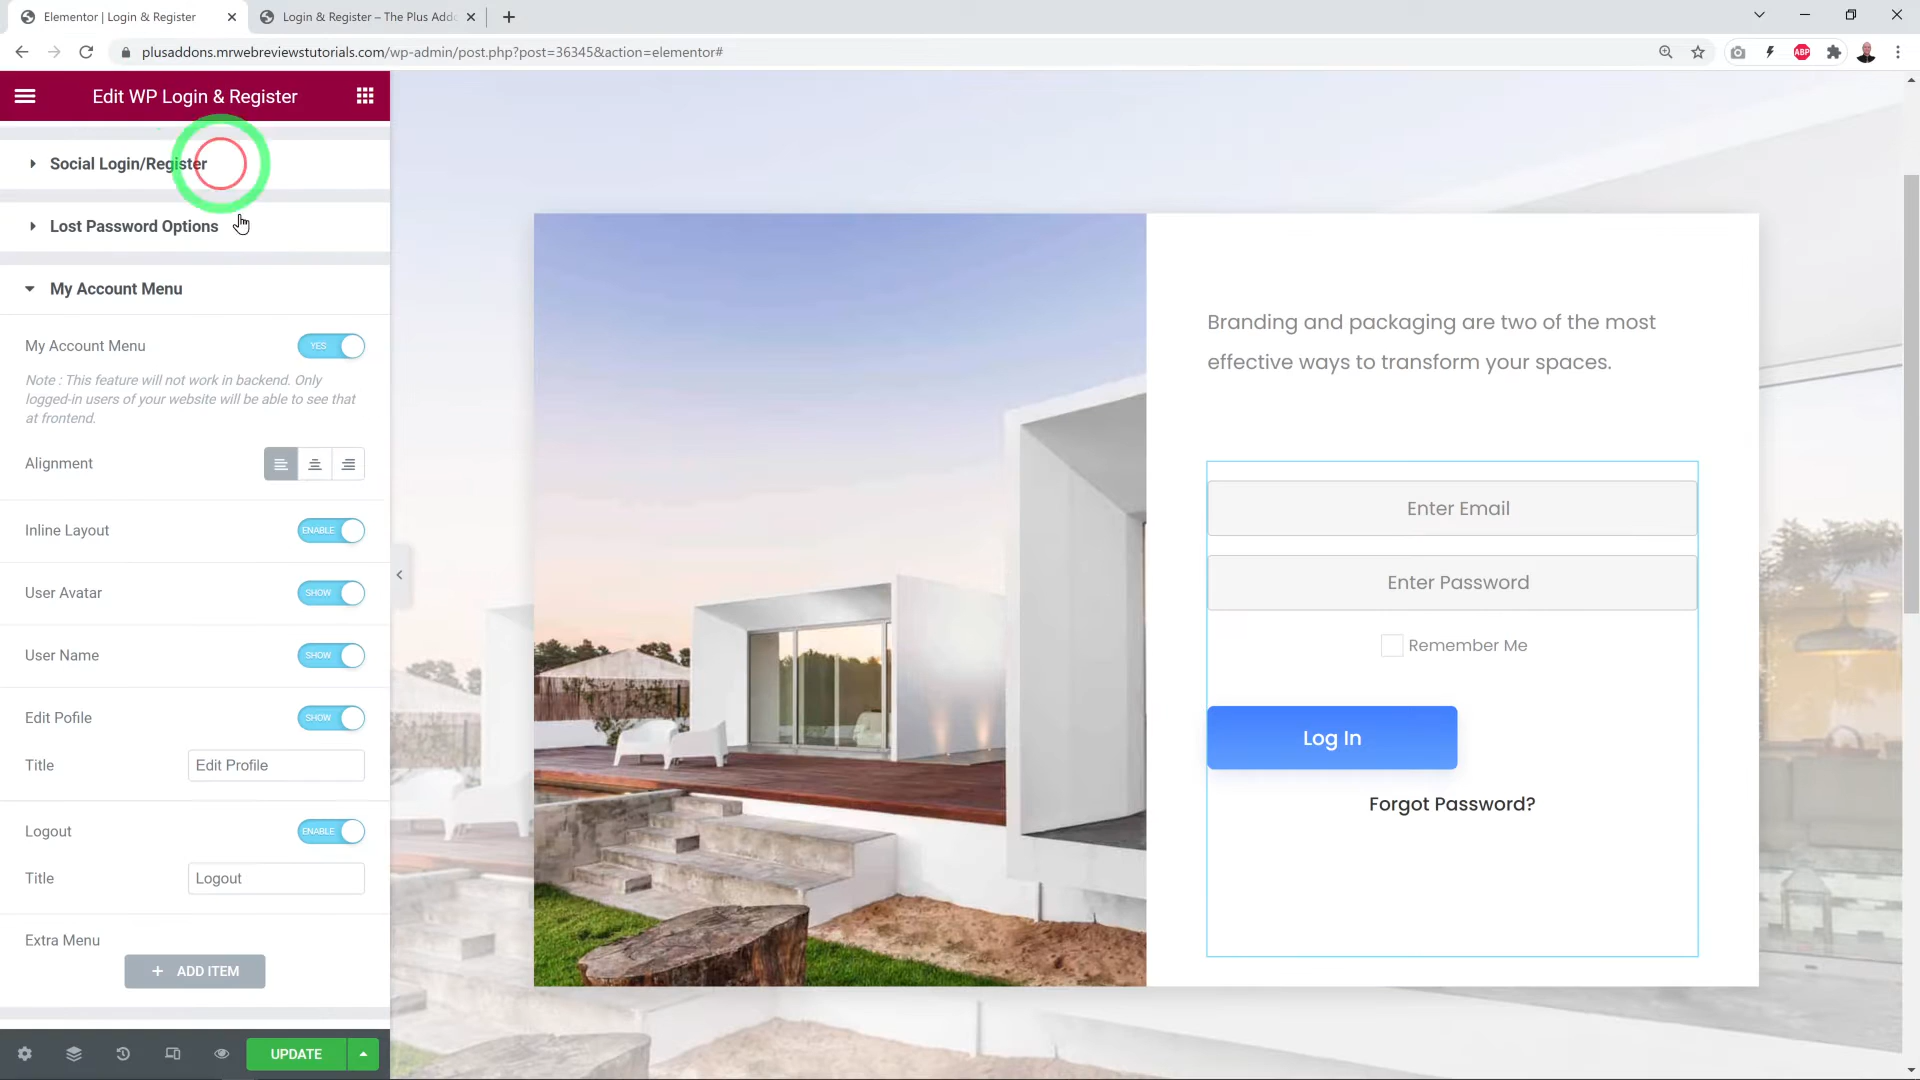 Elementor | Login & Register
Login & Register – The Plus Addo
plusaddons.mrwebreviewstutorials.com/wp-admin/post.php?post=36345&action=elementor#
ABP
Edit WP Login & Register
Social Login/Register
Lost Password Options
My Account Menu
My Account Menu
YES
Note : This feature will not work in backend. Only
logged-in users of your website will be able to see that
at frontend.
Alignment
Inline Layout
ENABLE
User Avatar
SHOW
User Name
SHOW
Edit Pofile
SHOW
Title
Edit Profile
Logout
ENABLE
Title
Logout
Extra Menu
+ ADD ITEM
UPDATE
Branding and packaging are two of the most
effective ways to transform your spaces.
Enter Email
Enter Password
Remember Me
Log In
Forgot Password?